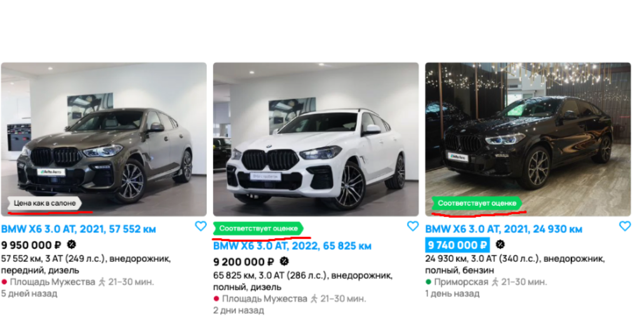 Цена как в салоне
BMW X6 3.0 AT, 2021, 57 552 км
9 950 000 ₽
57 552 км, 3 AT (249 л.с.), внедорожник,
передний, дизель
Площадь Мужества 21–30 мин.
5 дней назад
Соответствует оценке
BMW X6 3.0 AT, 2022, 65 825 км
9 200 000 ₽
65 825 км, 3.0 AT (286 л.с.), внедорожник,
полный, дизель
Площадь Мужества 21–30 мин.
2 дня назад
Соответствует оценке
BMW X6 3.0 AT, 2021, 24 930 км
9 740 000 ₽
24 930 км, 3.0 AT (340 л.с.), внедорожник,
полный, бензин
Приморская 21–30 мин.
1 день назад